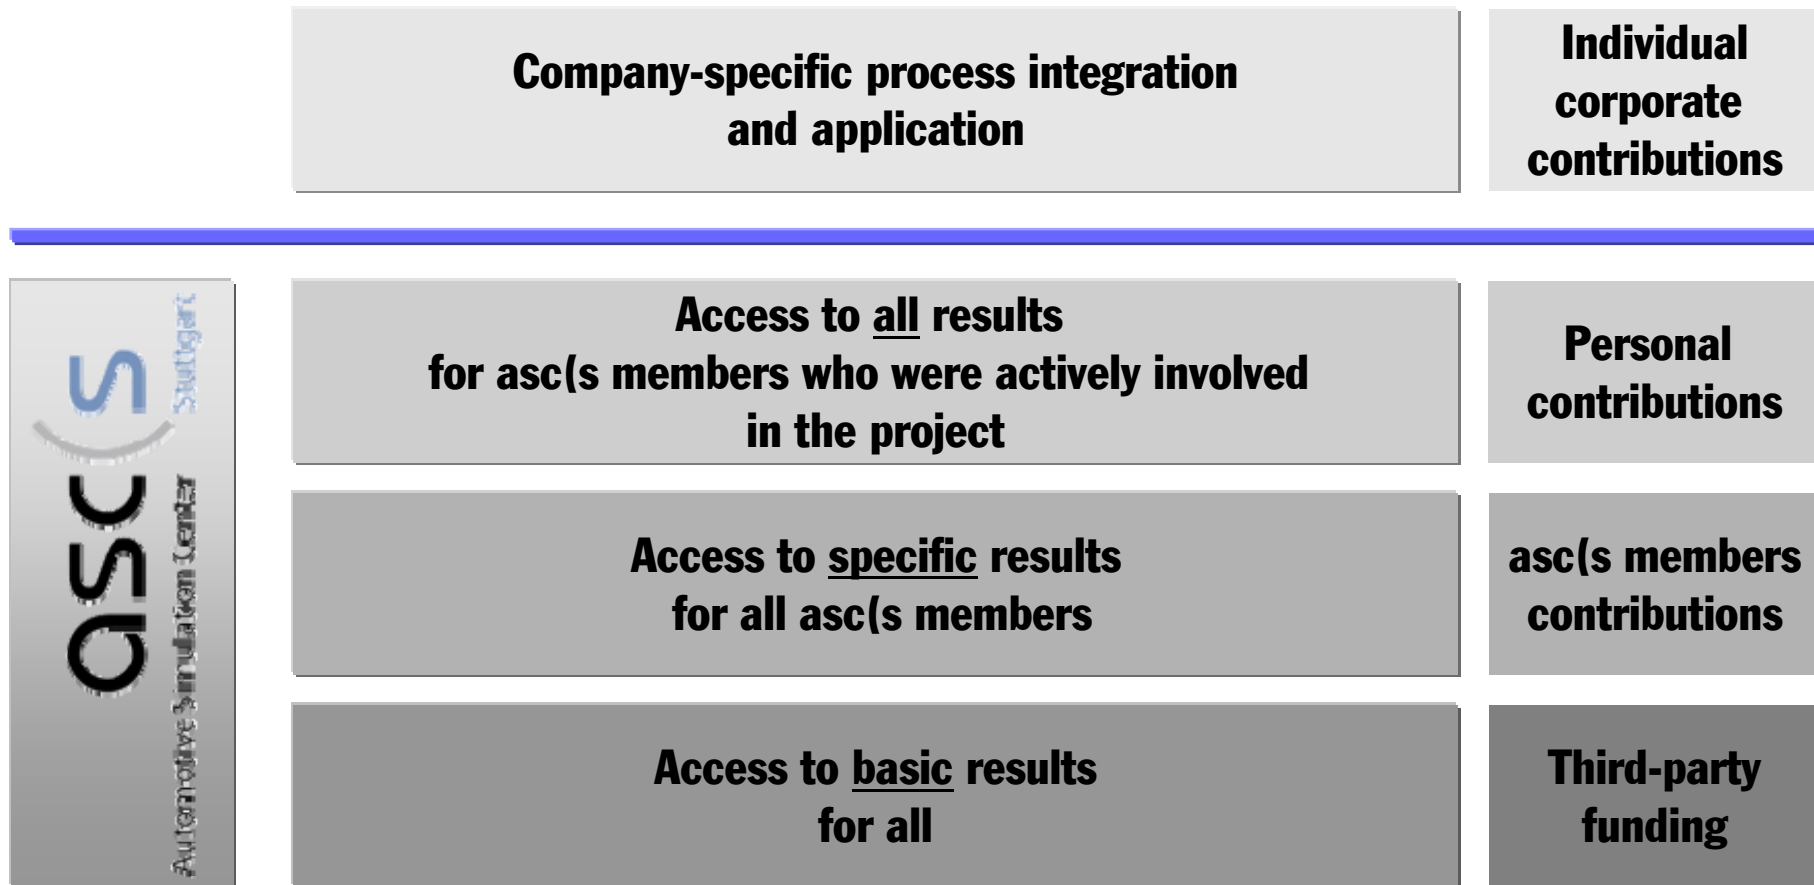 Company-specific process integration
and application
Individual
corporate
contributions
asc(s
Automotive Simulation Center
Stuttgart
Access to all results
for asc(s members who were actively involved
in the project
Personal
contributions
Access to specific results
for all asc(s members
asc(s members
contributions
Access to basic results
for all
Third-party
funding